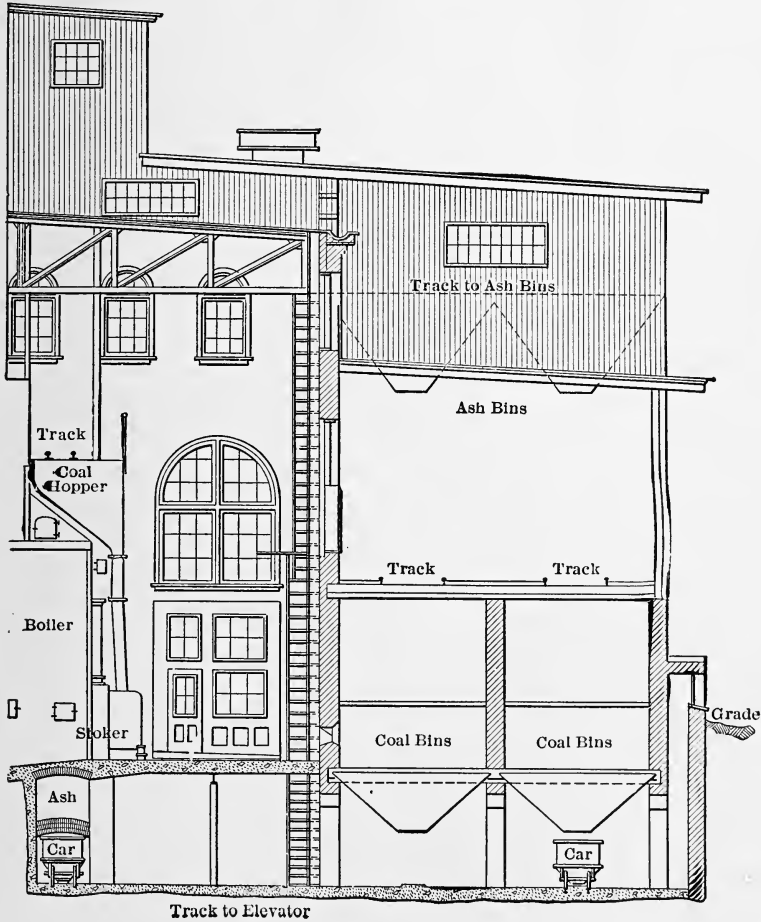 Track to Ash Bins
Ash Bins
Track
Coal
Hopper
Track
Track
Boiler
Stoker
Coal Bins
Coal Bins
Grade
Ash
Car
Car
Track to Elevator